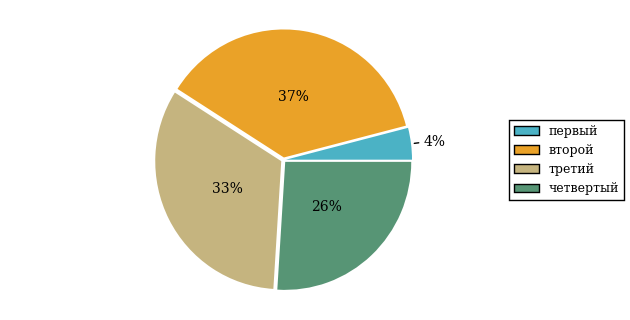 37%
4%
33%
26%
первый
второй
третий
четвертый